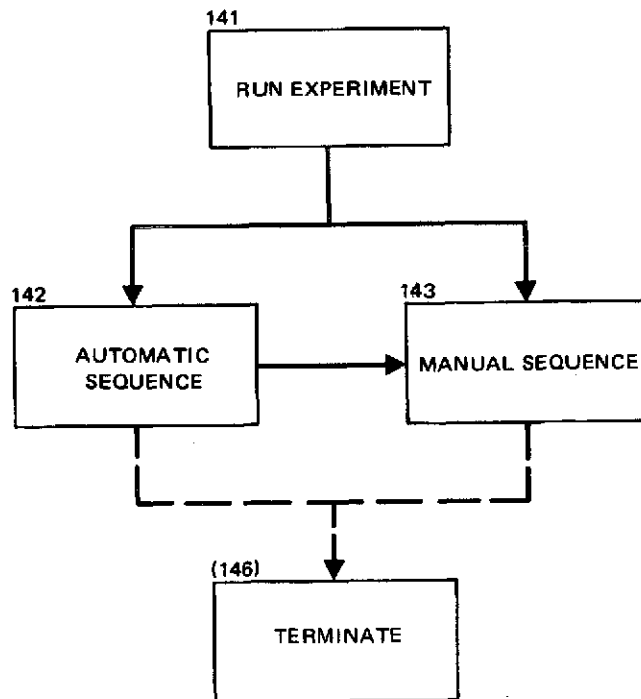 141
RUN EXPERIMENT
142
AUTOMATIC
SEQUENCE
143
MANUAL SEQUENCE
(146)
TERMINATE